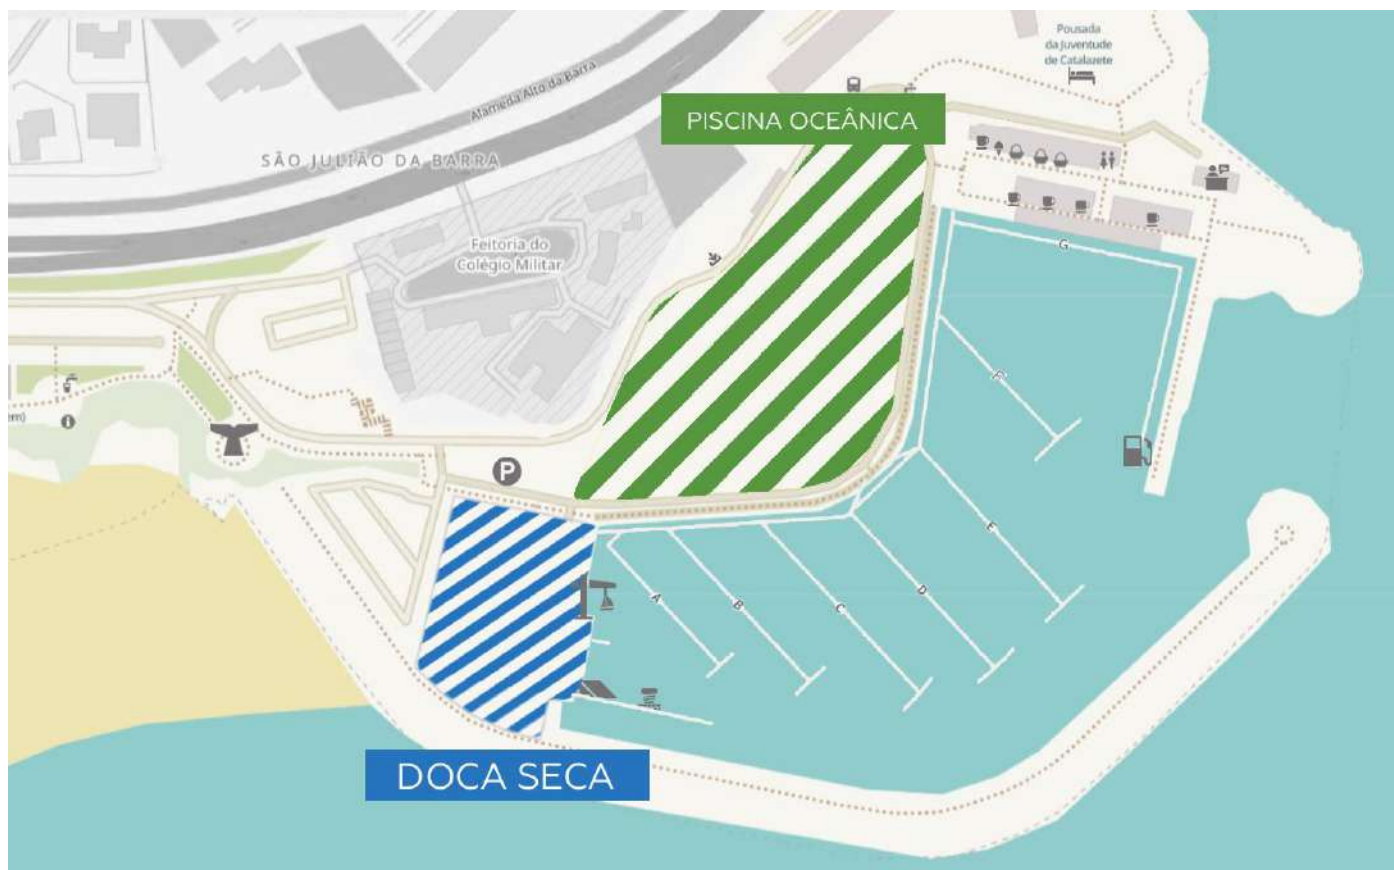 Pousada
da Juventude
de Catalazete
Alameda Alto da Barra
PISCINA OCEÂNICA
SÃO JULIÃO DA BARRA
Feitoria do
Colégio Militar
G
F
em)
P
E
A
B
C
D
DOCA SECA